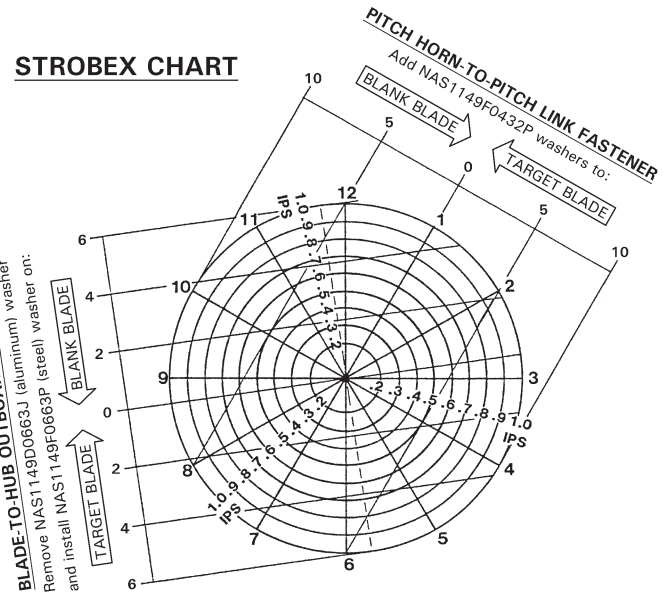 STROBEX CHART
PITCH HORN-TO-PITCH LINK FASTENER
Add NAS1149F0432P washers to:
BLANK BLADE
TARGET BLADE
10
5
0
5
10
BLADE-TO-HUB
Remove NAS1149D0663J (aluminum) washer
and install NAS1149F0663P (steel) washer on:
BLANK BLADE
TARGET BLADE
6
4
2
0
2
4
6
12
1
2
3
4
5
6
7
8
9
10
11
IPS
1.0 .9 .8 .7 .6 .5 .4 .3 .2
.2 .3 .4 .5 .6 .7 .8 .9 1.0
IPS
1.0 .9 .8 .7 .6 .5 .4 .3 .2
IPS